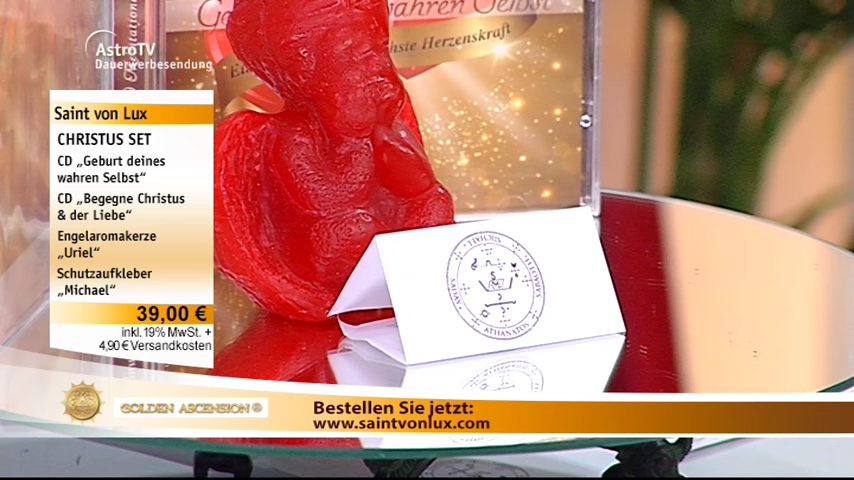 wahren Selbst
AstroTV
Dauerwerbesendung
Herzenskraft
Saint von Lux
CHRISTUS SET
CD „Geburt deines
wahren Selbst“
CD „Begegne Christus
& der Liebe“
Engelaromakerze
„Uriel“
Schutzaufkleber
„Michael“
39,00 €
inkl. 19% MwSt. +
4,90 € Versandkosten
MICHAEL
SABAOTH
ATHANATOS
GOLDEN ASCENSION ®
Bestellen Sie jetzt:
www.saintvonlux.com